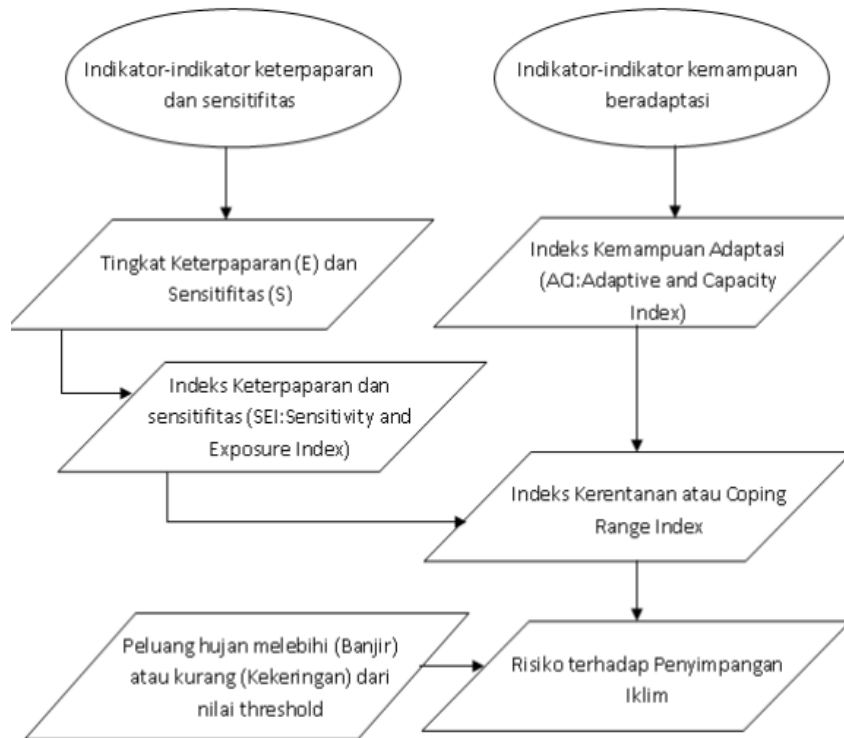 Indikator-indikator keterpaparan
dan sensitifitas
Indikator-indikator kemampuan
beradaptasi
Tingkat Keterpaparan (E) dan
Sensitifitas (S)
Indeks Kemampuan Adaptasi
(ACI:Adaptive and Capacity
Index)
Indeks Keterpaparan dan
sensitifitas (SEI:Sensitivity and
Exposure Index)
Indeks Kerentanan atau Coping
Range Index
Peluang hujan melebihi (Banjir)
atau kurang (Kekeringan) dari
nilai threshold
Risiko terhadap Penyimpangan
Iklim